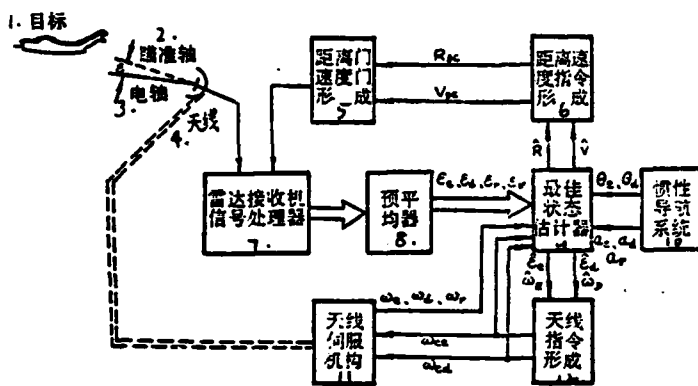 1. 目标
2.
瞄准轴
电轴
3.
天线
4.
距离门
速度门
形成
5
R_pc
V_pc
距离速
度指令
形成
6
R̂ V̂
雷达接收机
信号处理器
7.
预平
均器
8.
ε_e, ε_d, ε_r, ε_v
最佳
状态
估计器
θ_e θ_d
a_e, a_d
a_r
惯性
导航
系统
ε̂_e ε̂_d
ω̂_E ω̂_D
天线
伺服
机构
11
ω_e, ω_d, ω_r
ω_ce
ω_cd
天线
指令
形成